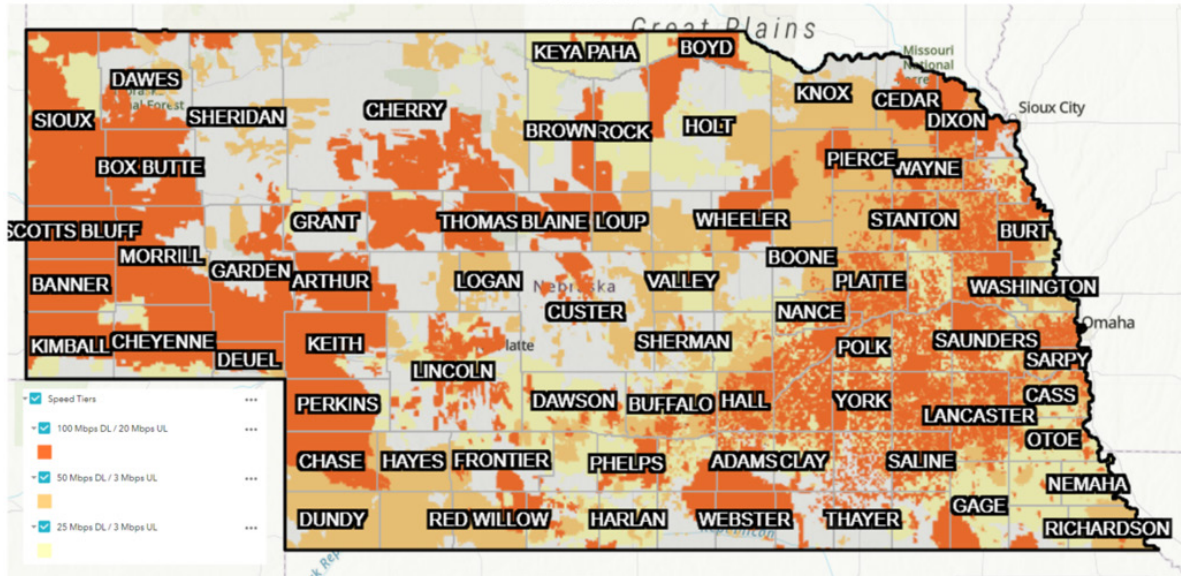 Great Plains
KEYA PAHA
BOYD
Missouri
National
DAWES
KNOX
CEDAR
Sioux City
SIOUX
SHERIDAN
CHERRY
BROWN
ROCK
HOLT
DIXON
BOX BUTTE
PIERCE
WAYNE
SCOTTS BLUFF
GRANT
THOMAS
BLAINE
LOUP
WHEELER
STANTON
BURT
MORRILL
GARDEN
ARTHUR
LOGAN
Nebraska
VALLEY
BOONE
PLATTE
WASHINGTON
BANNER
CUSTER
NANCE
Omaha
KIMBALL
CHEYENNE
DEUEL
KEITH
latte
SHERMAN
POLK
SAUNDERS
SARPY
LINCOLN
PERKINS
DAWSON
BUFFALO
HALL
YORK
LANCASTER
CASS
OTOE
CHASE
HAYES
FRONTIER
PHELPS
ADAMS
CLAY
SALINE
NEMAHA
DUNDY
RED WILLOW
HARLAN
WEBSTER
THAYER
GAGE
RICHARDSON
Speed Tiers
100 Mbps DL / 20 Mbps UL
50 Mbps DL / 3 Mbps UL
25 Mbps DL / 3 Mbps UL